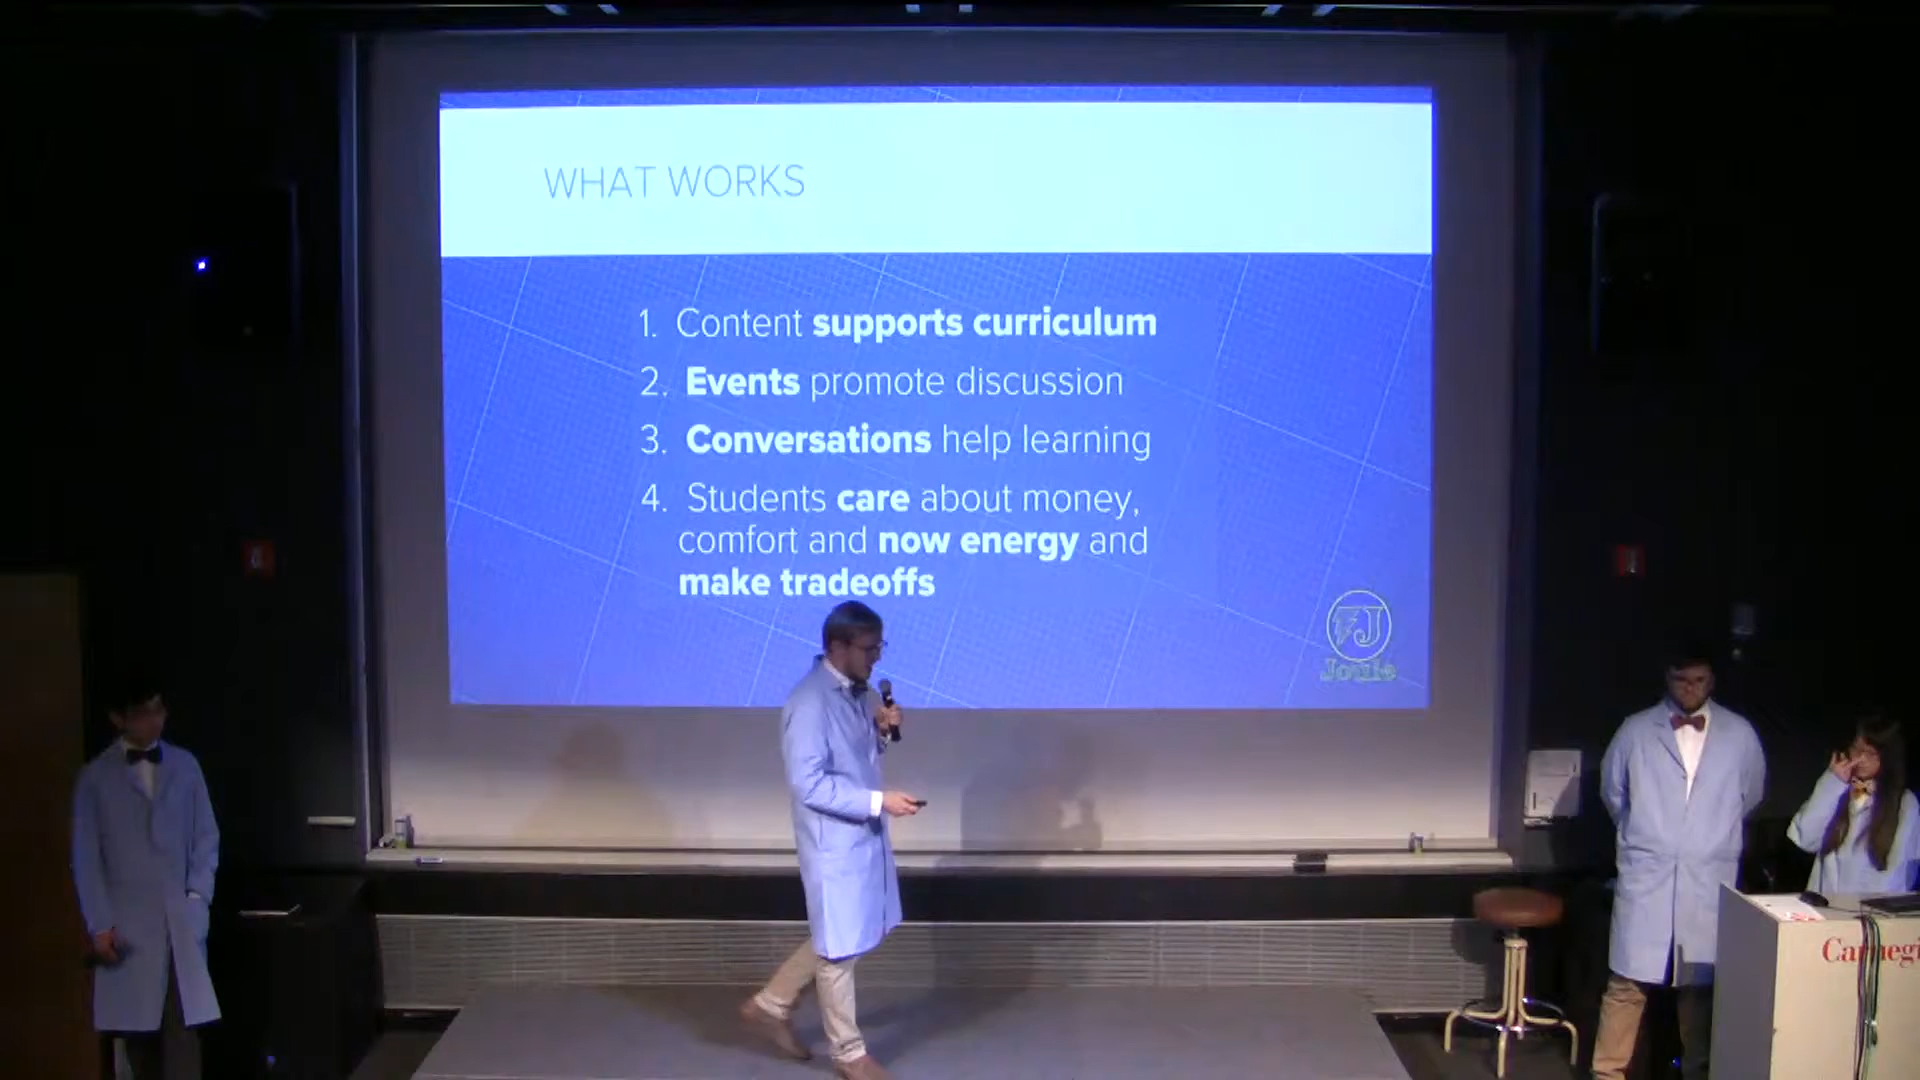 WHAT WORKS
1. Content supports curriculum
2. Events promote discussion
3. Conversations help learning
4. Students care about money,
comfort and now energy and
make tradeoffs
J
Joule
Carnegi